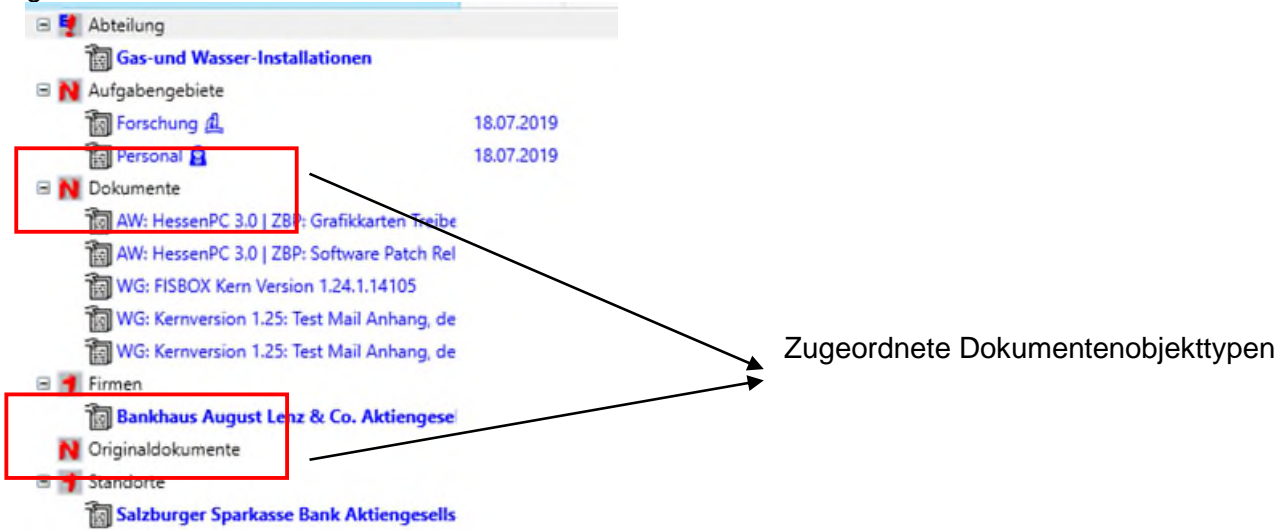 Abteilung
Gas-und Wasser-Installationen
Aufgabengebiete
Forschung 18.07.2019
Personal 18.07.2019
Dokumente
AW: HessenPC 3.0 | ZBP: Grafikkarten Treibe
AW: HessenPC 3.0 | ZBP: Software Patch Rel
WG: FISBOX Kern Version 1.24.1.14105
WG: Kernversion 1.25: Test Mail Anhang, de
WG: Kernversion 1.25: Test Mail Anhang, de
Zugeordnete Dokumentenobjekttypen
Firmen
Bankhaus August Lenz & Co. Aktiengese
Originaldokumente
Standorte
Salzburger Sparkasse Bank Aktiengesells